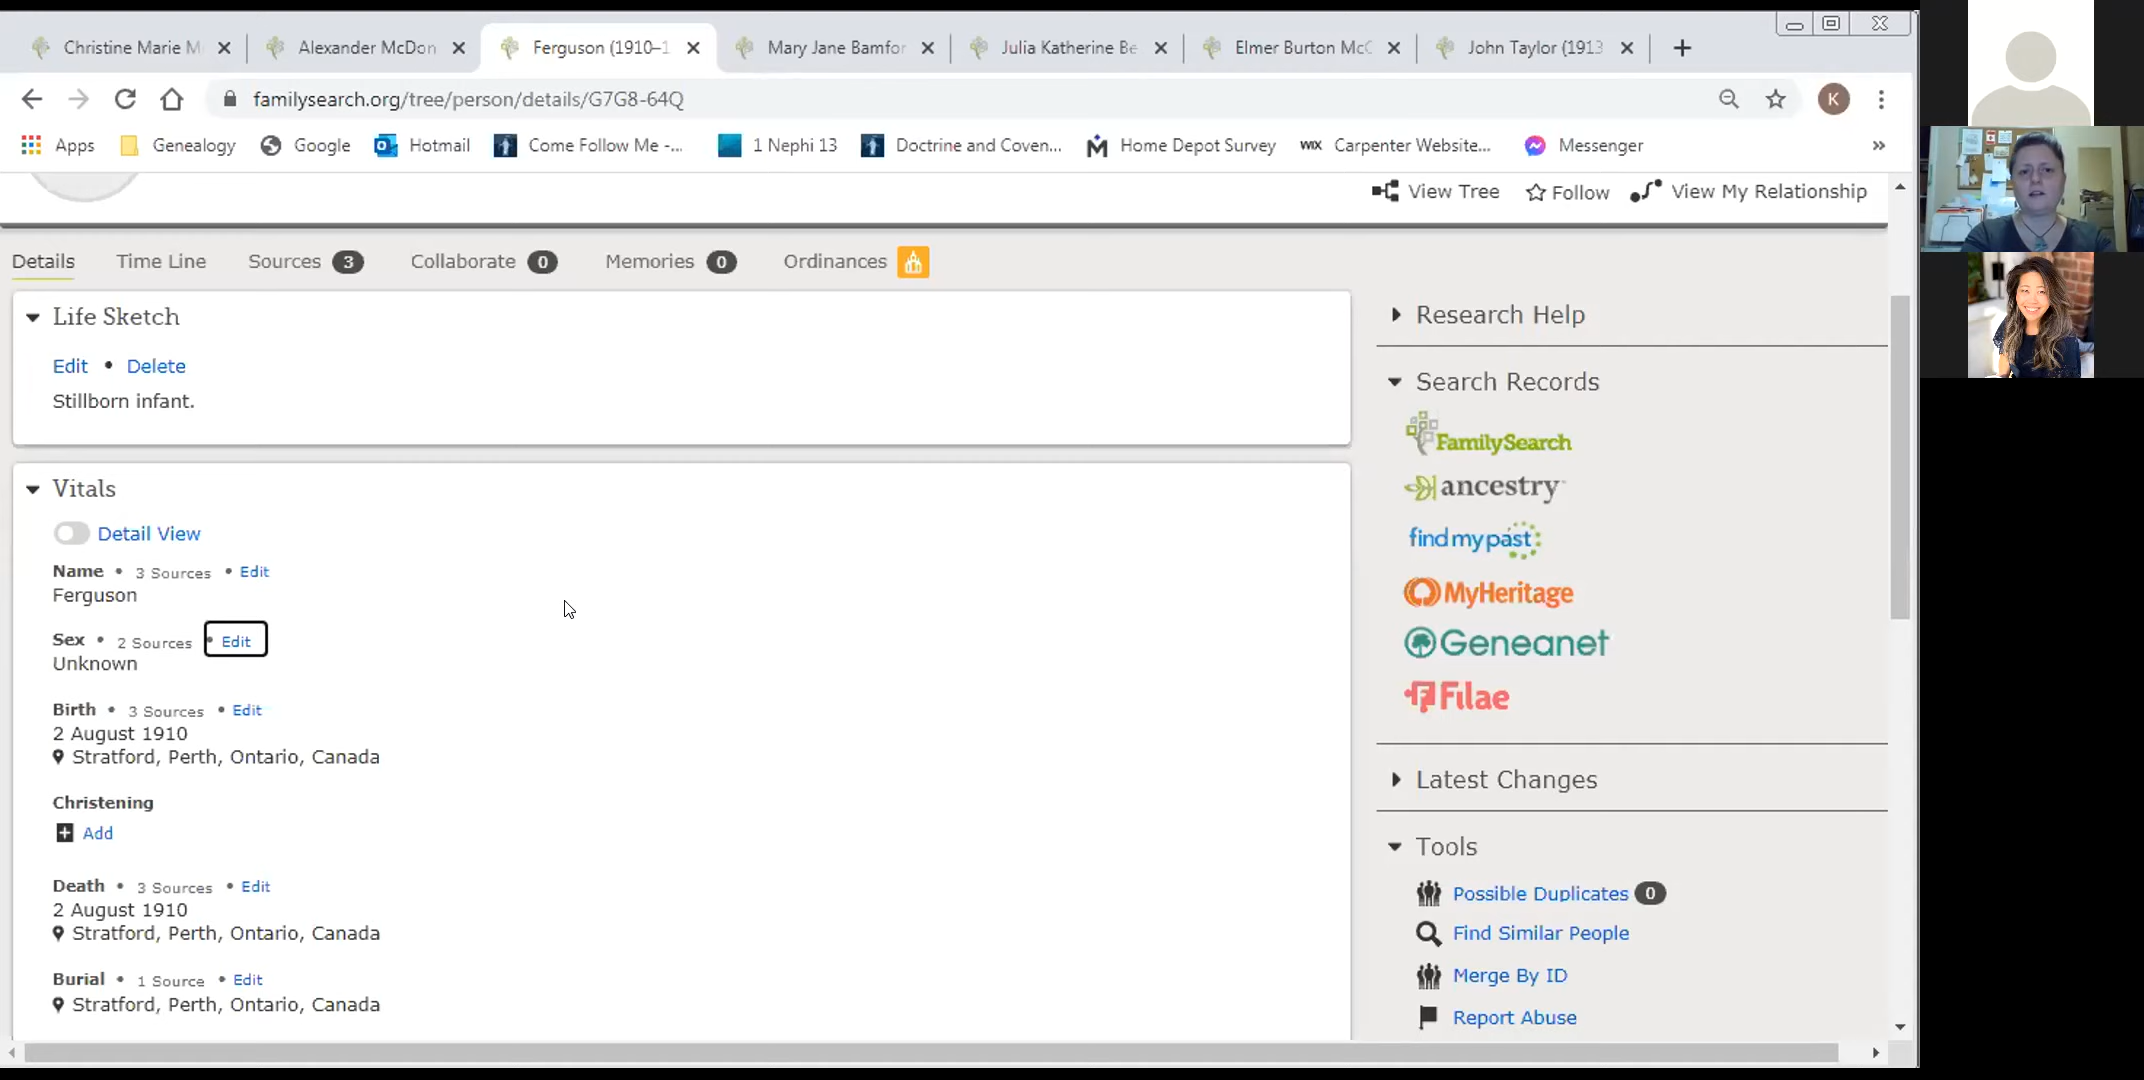 Christine Marie M
Alexander McDon
Ferguson (1910–1
Mary Jane Bamfor
Julia Katherine Be
Elmer Burton McC
John Taylor (1913
familysearch.org/tree/person/details/G7G8-64Q
K
Apps
Genealogy
Google
Hotmail
Come Follow Me -...
1 Nephi 13
Doctrine and Coven...
Home Depot Survey
WIX Carpenter Website...
Messenger
»
View Tree
Follow
View My Relationship
Details
Time Line
Sources 3
Collaborate 0
Memories 0
Ordinances
Life Sketch
Edit • Delete
Stillborn infant.
Vitals
Detail View
Name • 3 Sources • Edit
Ferguson
Sex • 2 Sources • Edit
Unknown
Birth • 3 Sources • Edit
2 August 1910
Stratford, Perth, Ontario, Canada
Christening
Add
Death • 3 Sources • Edit
2 August 1910
Stratford, Perth, Ontario, Canada
Burial • 1 Source • Edit
Stratford, Perth, Ontario, Canada
Research Help
Search Records
FamilySearch
ancestry
findmypast
MyHeritage
Geneanet
Filae
Latest Changes
Tools
Possible Duplicates 0
Find Similar People
Merge By ID
Report Abuse